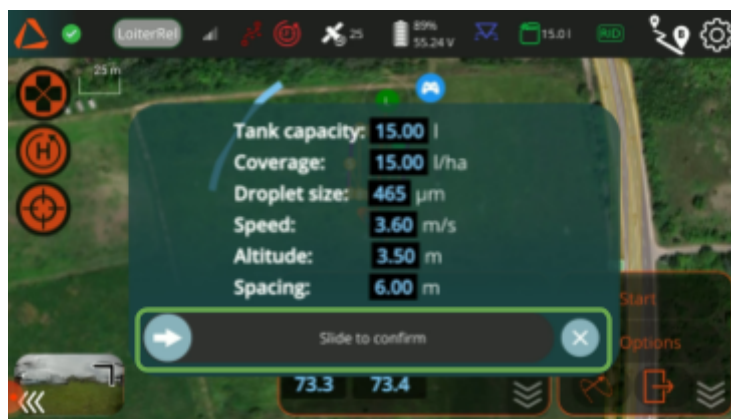 LoiterRel
25
89%
55.24 V
15.0 l
RID
25 m
H
Tank capacity: 15.00 l
Coverage: 15.00 l/ha
Droplet size: 465 µm
Speed: 3.60 m/s
Altitude: 3.50 m
Spacing: 6.00 m
Start
Slide to confirm
Options
73.3 73.4